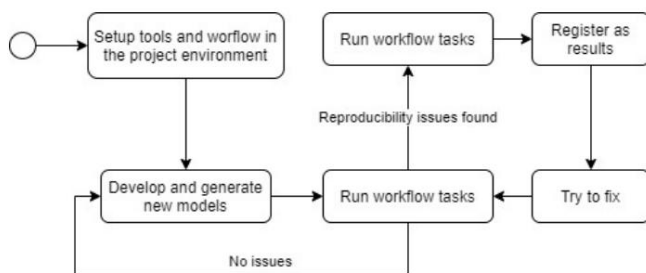 Setup tools and worflow in
the project environment
Run workflow tasks
Register as
results
Reproducibility issues found
Develop and generate
new models
Run workflow tasks
Try to fix
No issues